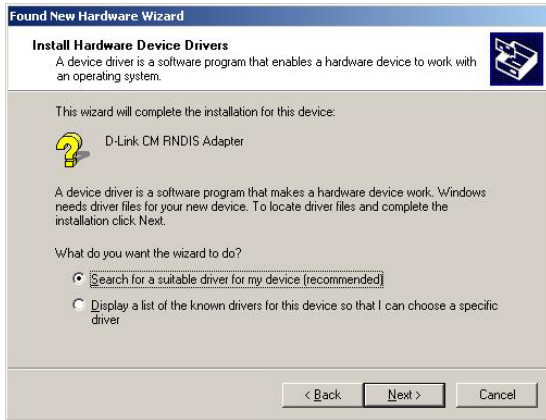 Found New Hardware Wizard
Install Hardware Device Drivers
A device driver is a software program that enables a hardware device to work with
an operating system.
This wizard will complete the installation for this device:
D-Link CM RNDIS Adapter
A device driver is a software program that makes a hardware device work. Windows
needs driver files for your new device. To locate driver files and complete the
installation click Next.
What do you want the wizard to do?
Search for a suitable driver for my device (recommended)
Display a list of the known drivers for this device so that I can choose a specific
driver
< Back Next > Cancel